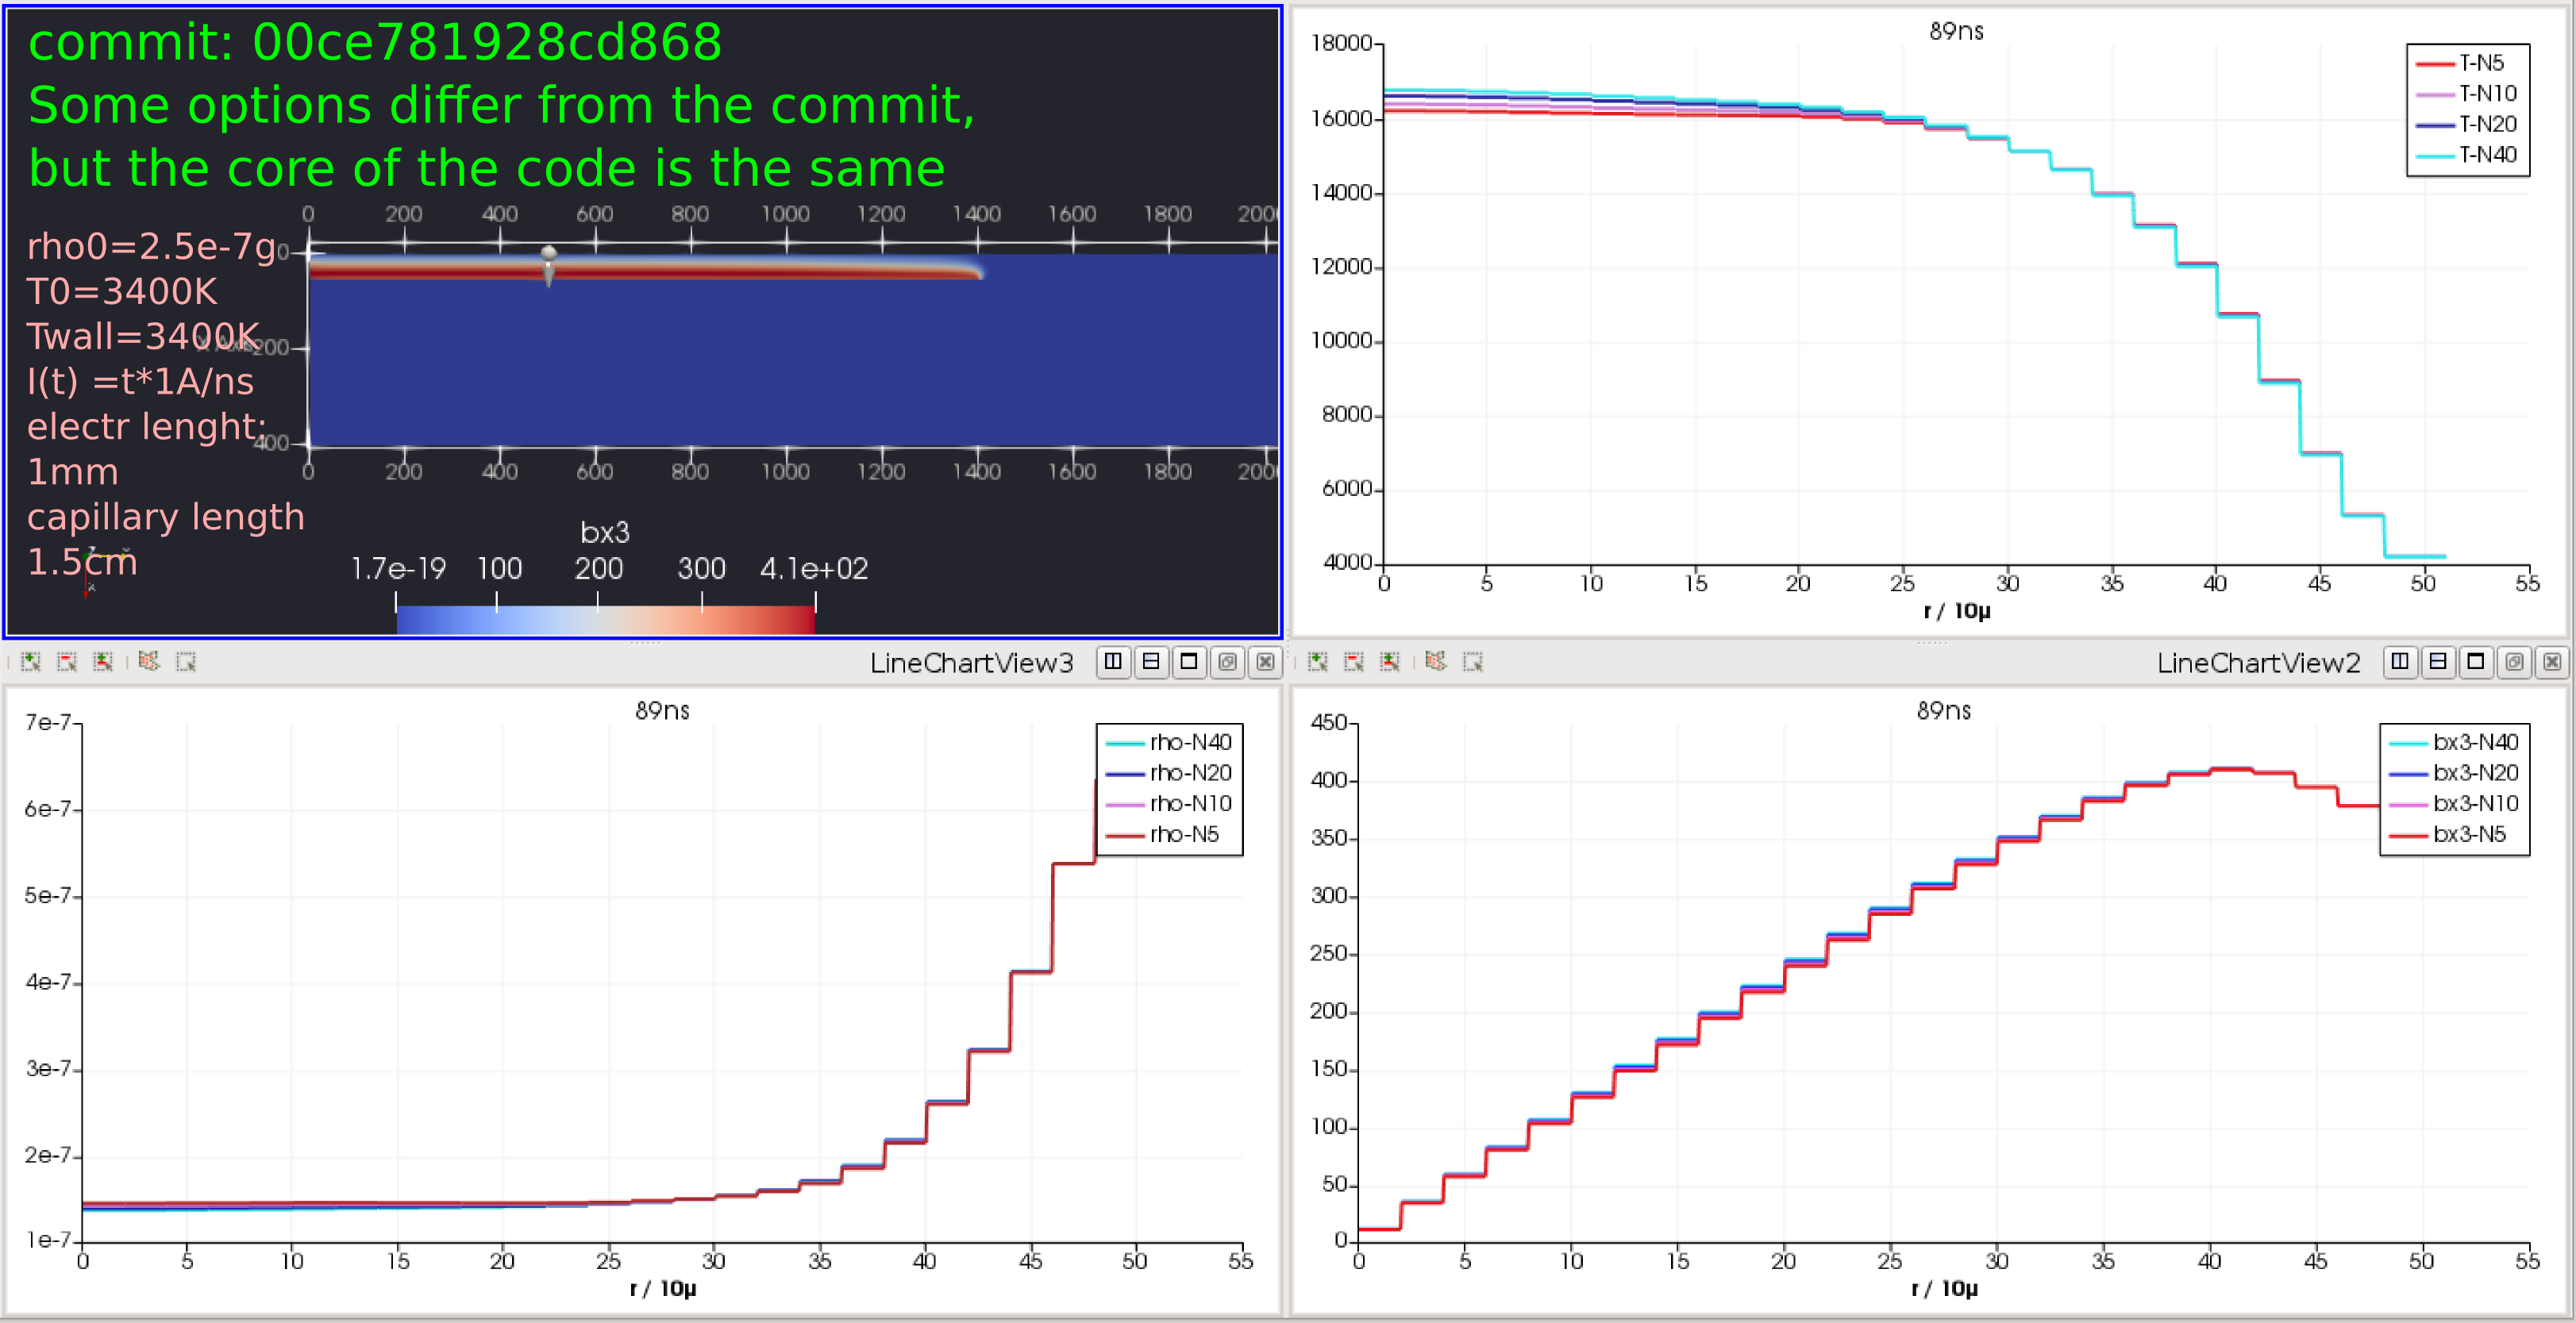 commit: 00ce781928cd868
Some options differ from the commit,
but the core of the code is the same
0 200 400 600 800 1000 1200 1400 1600 1800 200
rho0=2.5e-7g
0
T0=3400K
Twall=3400K
200
I(t) =t*1A/ns
electr lenght:
400
0 200 400 600 800 1000 1200 1400 1600 1800 200
1mm
capillary length
1.5cm
bx3
1.7e-19 100 200 300 4.1e+02
89ns
18000
16000
14000
12000
10000
8000
6000
4000
T-N5
T-N10
T-N20
T-N40
0 5 10 15 20 25 30 35 40 45 50 55
r / 10µ
LineChartView3
89ns
7e-7
6e-7
5e-7
4e-7
3e-7
2e-7
1e-7
rho-N40
rho-N20
rho-N10
rho-N5
0 5 10 15 20 25 30 35 40 45 50 55
r / 10µ
LineChartView2
89ns
450
400
350
300
250
200
150
100
50
0
bx3-N40
bx3-N20
bx3-N10
bx3-N5
0 5 10 15 20 25 30 35 40 45 50 55
r / 10µ